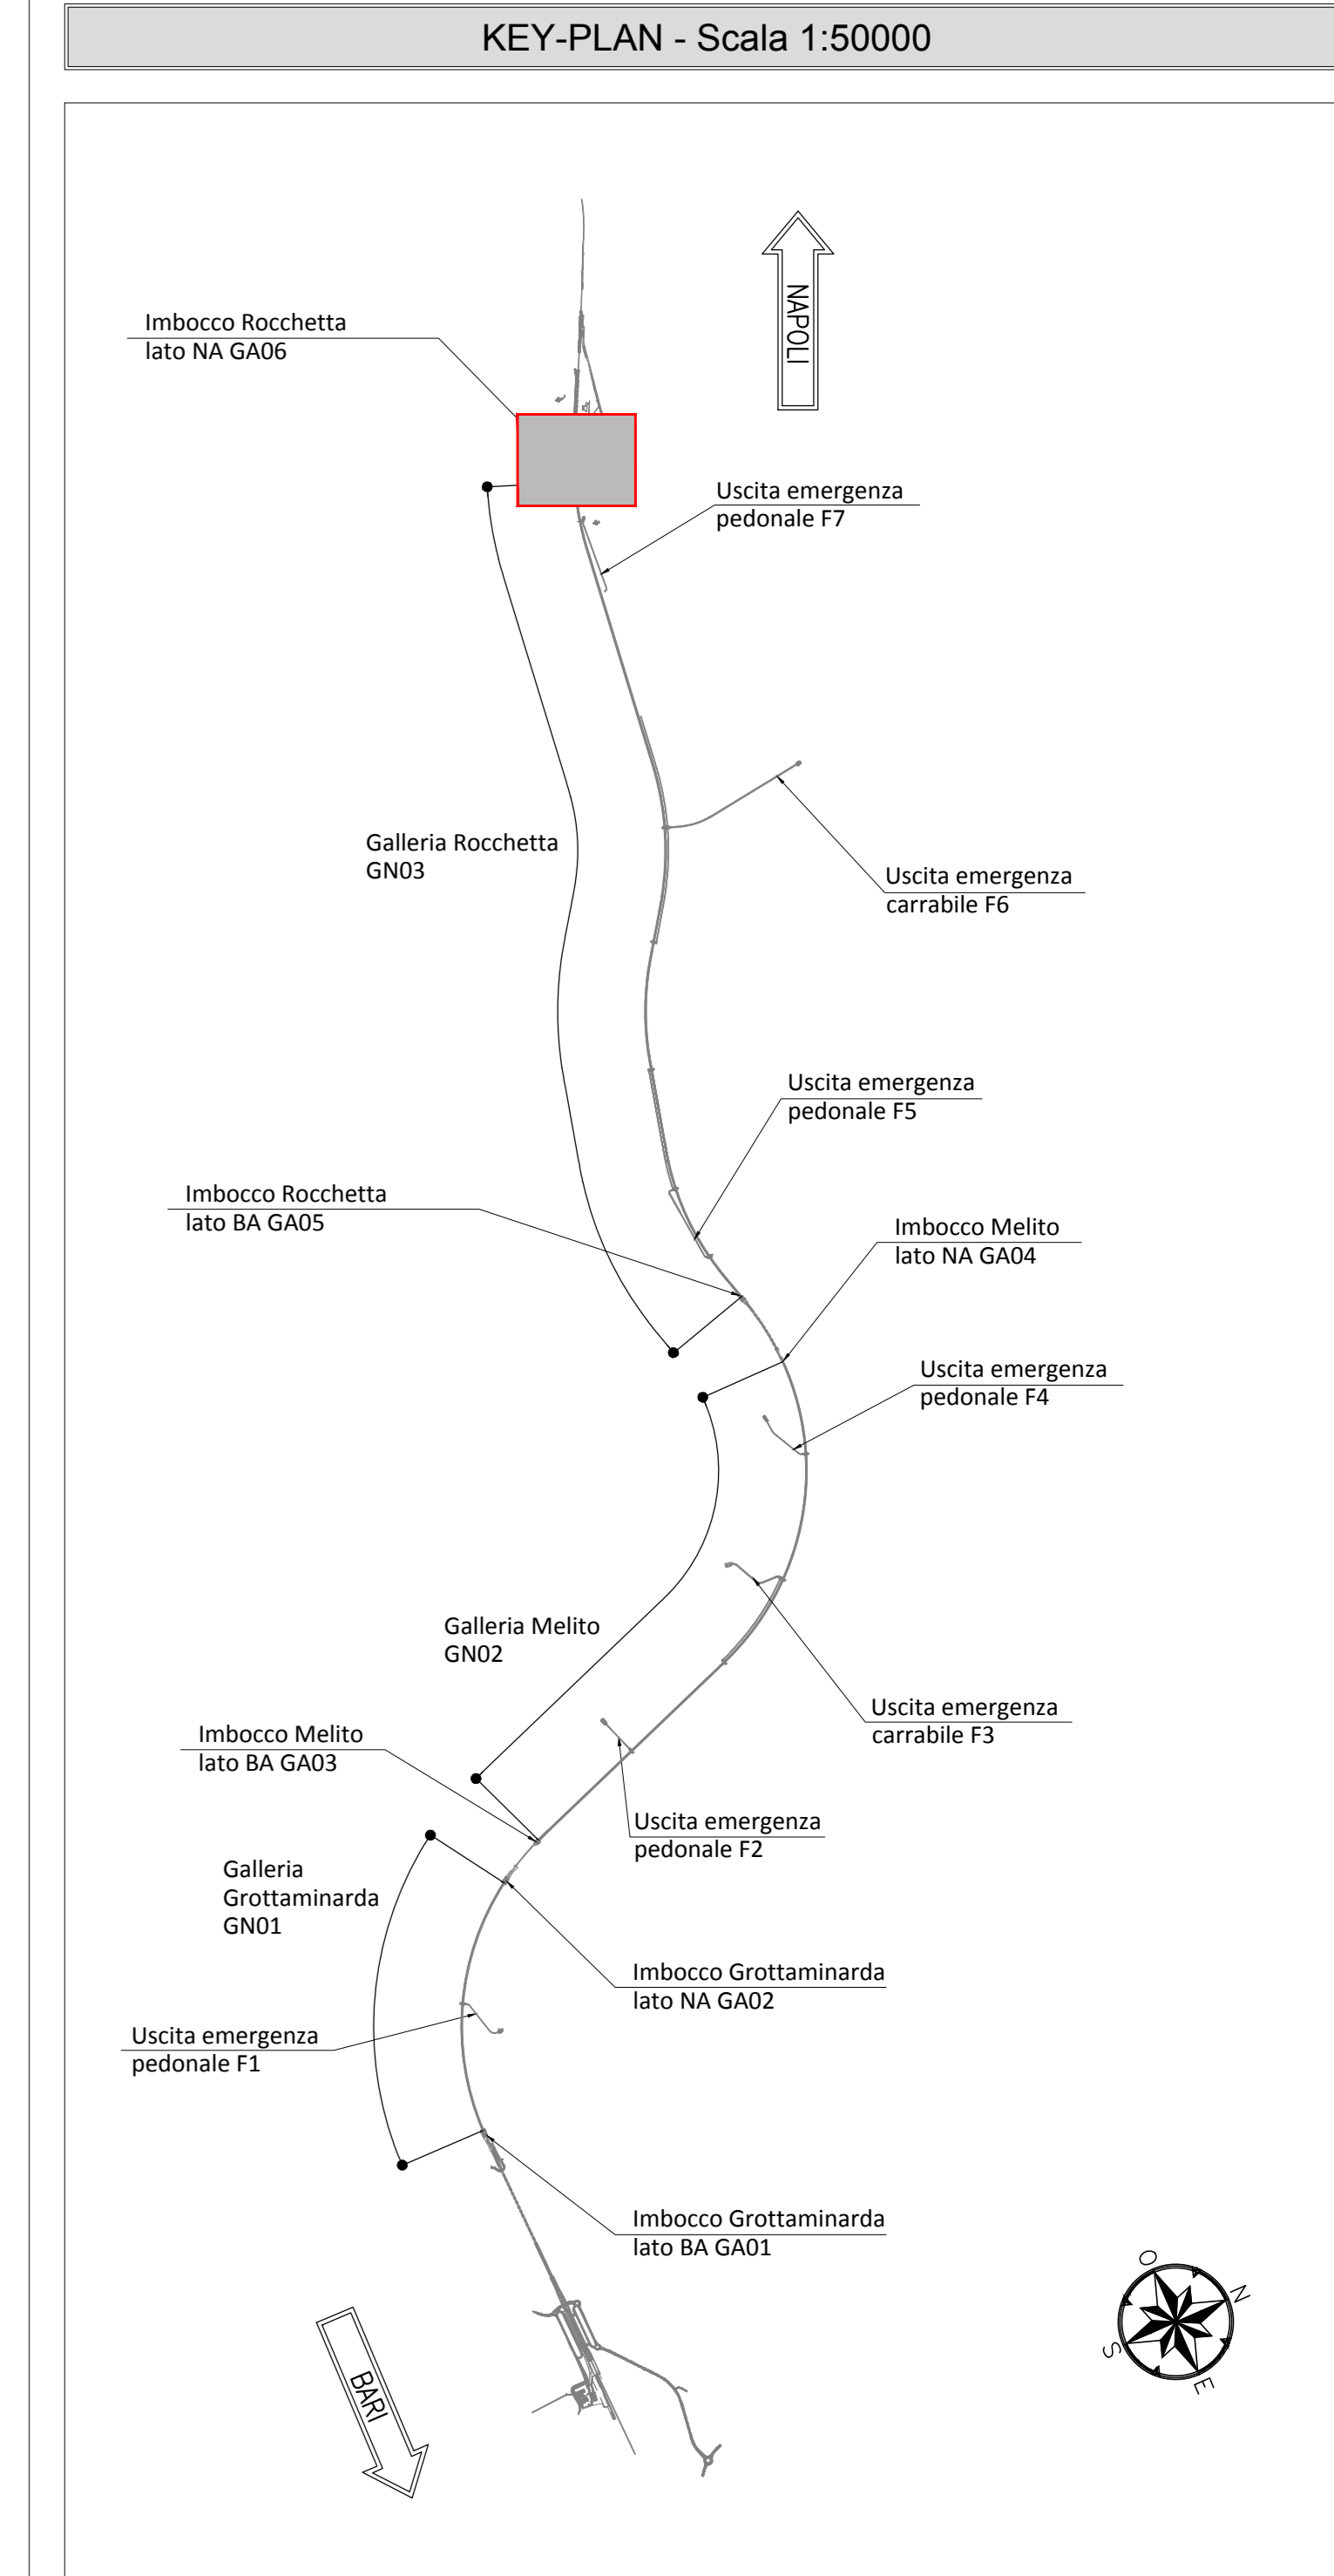 KEY-PLAN - Scala 1:50000
NAPOLI
Imbocco Rocchetta
lato NA GA06
Uscita emergenza
pedonale F7
Galleria Rocchetta
GN03
Uscita emergenza
carrabile F6
Uscita emergenza
pedonale F5
Imbocco Rocchetta
lato BA GA05
Imbocco Melito
lato NA GA04
Uscita emergenza
pedonale F4
Galleria Melito
GN02
Uscita emergenza
carrabile F3
Imbocco Melito
lato BA GA03
Uscita emergenza
pedonale F2
Galleria
Grottaminarda
GN01
Imbocco Grottaminarda
lato NA GA02
Uscita emergenza
pedonale F1
Imbocco Grottaminarda
lato BA GA01
O
N
S
E
BARI